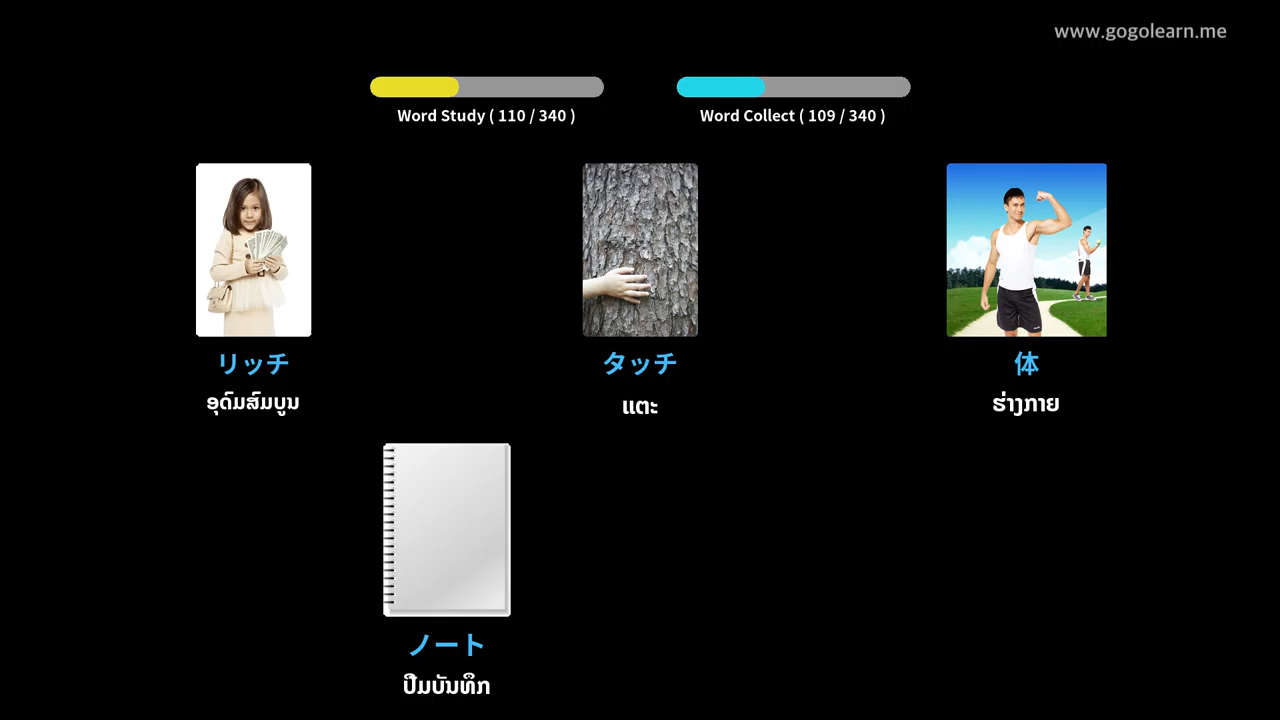 www.gogolearn.me
Word Study ( 110 / 340 )
Word Collect ( 109 / 340 )
リッチ
ອຸດົມສົມບູນ
タッチ
ແຕະ
体
ຮ່າງກາຍ
ノート
ປຶ້ມບັນທຶກ